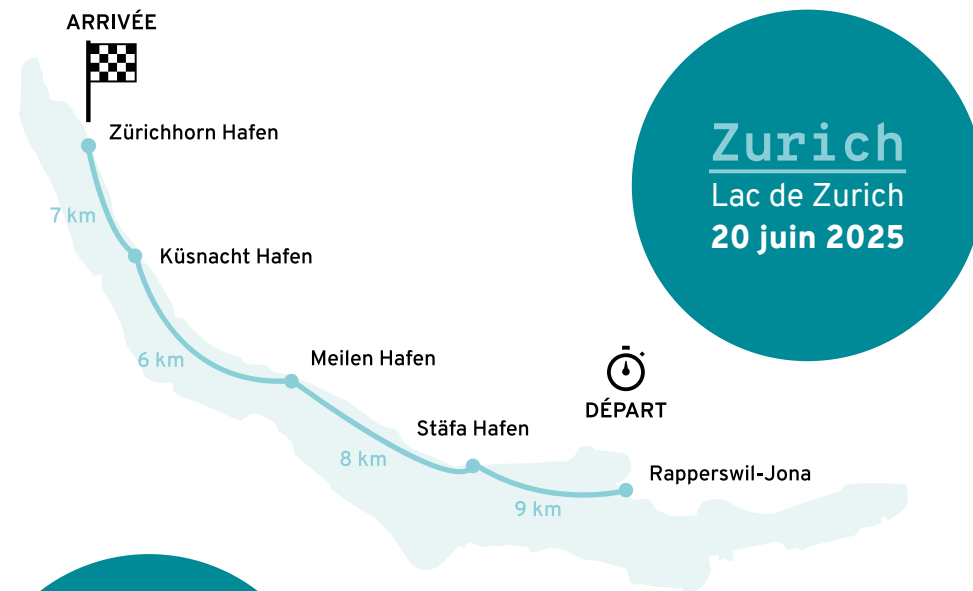 ARRIVÉE
Zürichhorn Hafen
7 km
Küsnacht Hafen
6 km
Meilen Hafen
8 km
Stäfa Hafen
9 km
DÉPART
Rapperswil-Jona
Zurich
Lac de Zurich
20 juin 2025